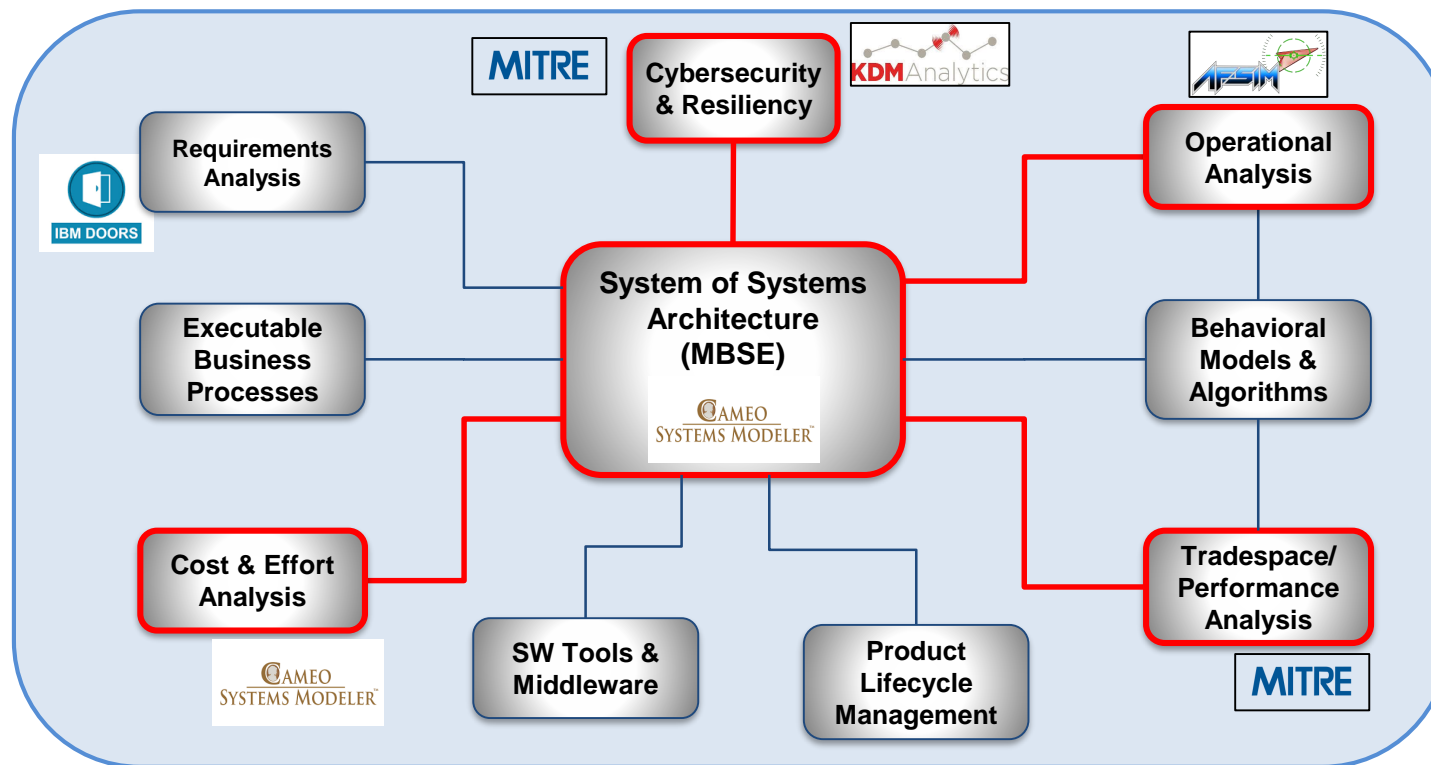 MITRE
Cybersecurity
& Resiliency
KDMAnalytics
AFSIM
Requirements
Analysis
IBM DOORS
Operational
Analysis
System of Systems
Architecture
(MBSE)
CAMEO
SYSTEMS MODELER™
Executable
Business
Processes
Behavioral
Models &
Algorithms
Cost & Effort
Analysis
CAMEO
SYSTEMS MODELER™
SW Tools &
Middleware
Product
Lifecycle
Management
Tradespace/
Performance
Analysis
MITRE